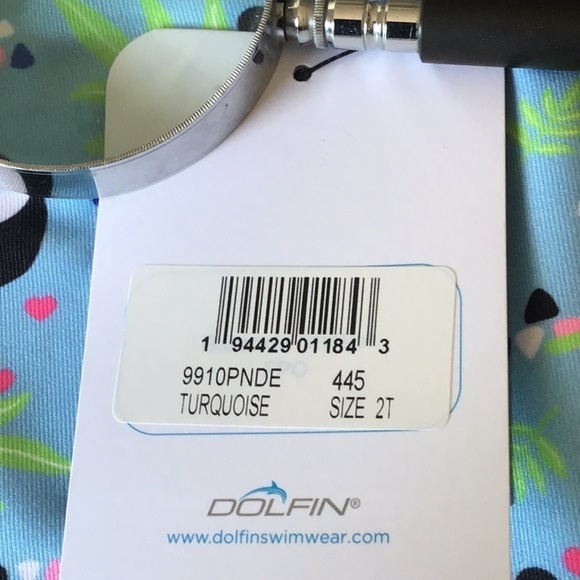 1 94429 01184 3
9910PNDE 445
TURQUOISE SIZE 2T
DOLFIN®
www.dolfinswimwear.com